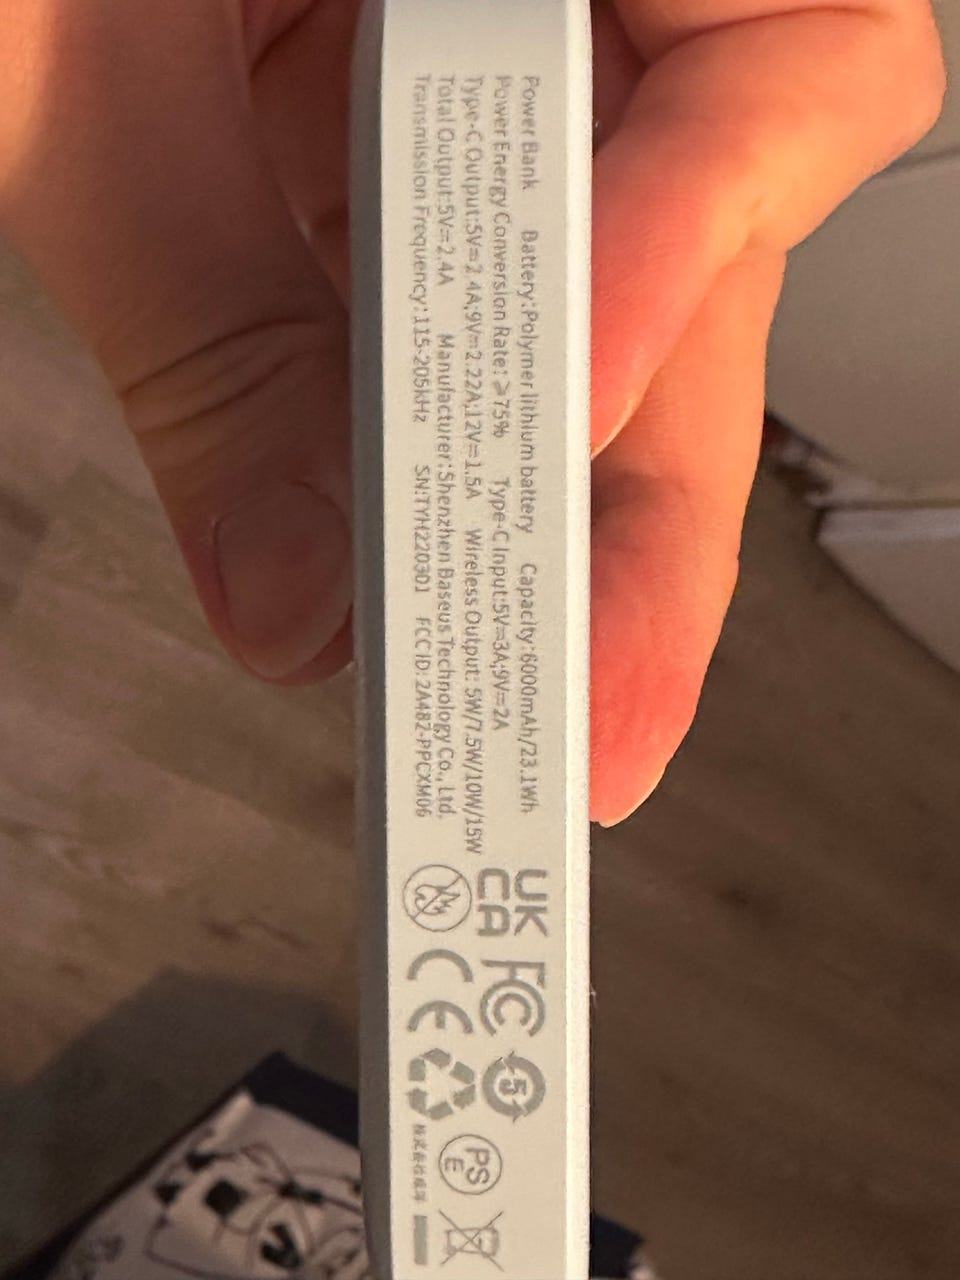 Power Bank Battery:Polymer lithium battery Capacity:6000mAh/23.1Wh
Power Energy Conversion Rate:⩾75% Type-C Input:5V⎓3A;9V⎓2A
Type-C Output:5V⎓2.4A;9V⎓2.22A;12V⎓1.5A Wireless Output: 5W/7.5W/10W/15W
Total Output:5V⎓2.4A Manufacturer:Shenzhen Baseus Technology Co., Ltd.
Transmission Frequency:115-205kHz SN:TYH220301 FCC ID: 2A482-PPCXM06
UK
CA
FC
5
CE
PS
E